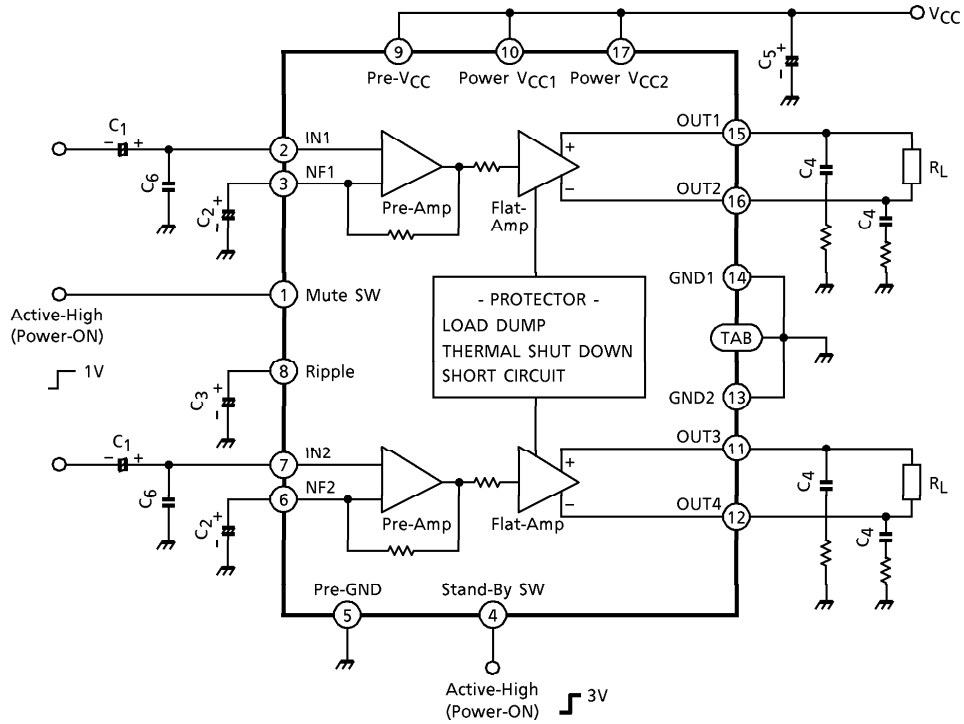 VCC
9
10
17
Pre-VCC
Power VCC1
Power VCC2
C5
+
-
C1
- +
C6
2
IN1
3
NF1
C2
+
-
Pre-Amp
Flat-
Amp
+
−
OUT1
15
OUT2
16
C4
C4
RL
1
Mute SW
Active-High
(Power-ON)
1V
8
Ripple
C3
+
-
- PROTECTOR -
LOAD DUMP
THERMAL SHUT DOWN
SHORT CIRCUIT
GND1
14
TAB
GND2
13
C1
- +
C6
7
IN2
6
NF2
C2
+
-
Pre-Amp
Flat-Amp
+
−
OUT3
11
OUT4
12
C4
C4
RL
Pre-GND
5
Stand-By SW
4
Active-High
(Power-ON)
3V